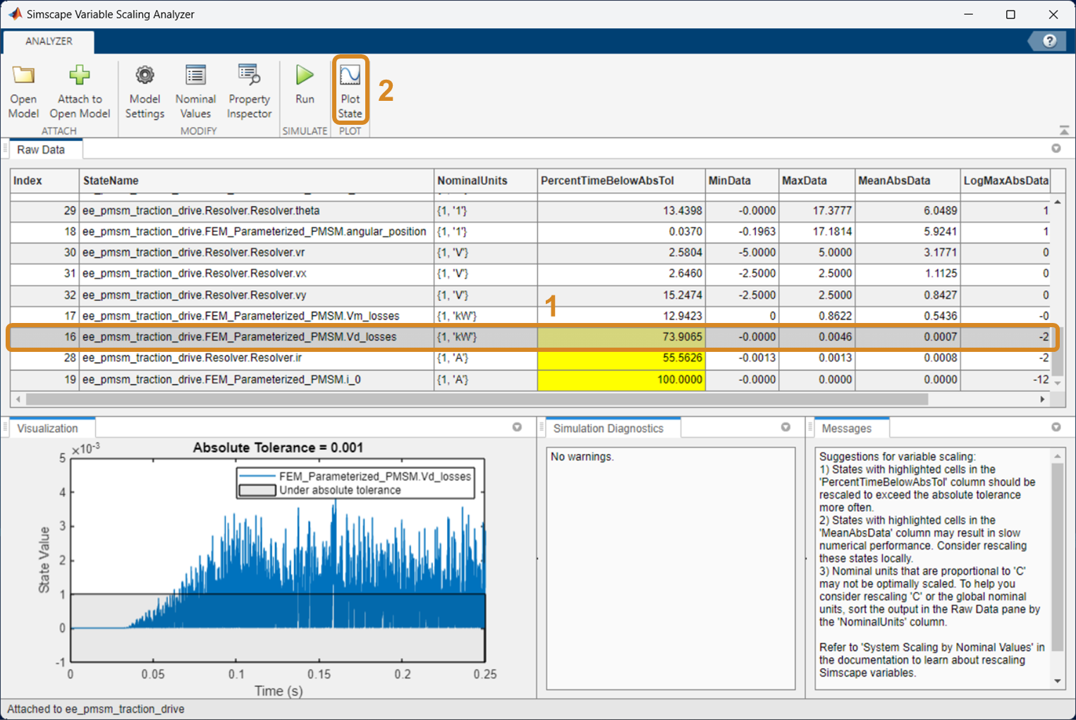 Simscape Variable Scaling Analyzer
ANALYZER
?
Open Model
Attach to Open Model
Model Settings
Nominal Values
Property Inspector
Run
Plot State
2
ATTACH
MODIFY
SIMULATE
PLOT
Raw Data
Index StateName NominalUnits PercentTimeBelowAbsTol MinData MaxData MeanAbsData LogMaxAbsData
29 ee_pmsm_traction_drive.Resolver.Resolver.theta {1, '1'} 13.4398 -0.0000 17.3777 6.0489 1
18 ee_pmsm_traction_drive.FEM_Parameterized_PMSM.angular_position {1, '1'} 0.0370 -0.1963 17.1814 5.9241 1
30 ee_pmsm_traction_drive.Resolver.Resolver.vr {1, 'V'} 2.5804 -5.0000 5.0000 3.1771 0
31 ee_pmsm_traction_drive.Resolver.Resolver.vx {1, 'V'} 2.6460 -2.5000 2.5000 1.1125 0
32 ee_pmsm_traction_drive.Resolver.Resolver.vy {1, 'V'} 15.2474 -2.5000 2.5000 0.8427 0
17 ee_pmsm_traction_drive.FEM_Parameterized_PMSM.Vm_losses {1, 'kW'} 12.9423 0 0.8622 0.5436 -0
1
16 ee_pmsm_traction_drive.FEM_Parameterized_PMSM.Vd_losses {1, 'kW'} 73.9065 -0.0000 0.0046 0.0007 -2
28 ee_pmsm_traction_drive.Resolver.Resolver.ir {1, 'A'} 55.5626 -0.0013 0.0013 0.0008 -2
19 ee_pmsm_traction_drive.FEM_Parameterized_PMSM.i_0 {1, 'A'} 100.0000 -0.0000 0.0000 0.0000 -12
Visualization
Absolute Tolerance = 0.001
×10-3
FEM_Parameterized_PMSM.Vd_losses
Under absolute tolerance
State Value
5
4
3
2
1
0
-1
0 0.05 0.1 0.15 0.2 0.25
Time (s)
Simulation Diagnostics
No warnings.
Messages
Suggestions for variable scaling:
1) States with highlighted cells in the
'PercentTimeBelowAbsTol' column should be
rescaled to exceed the absolute tolerance
more often.
2) States with highlighted cells in the
'MeanAbsData' column may result in slow
numerical performance. Consider rescaling
these states locally.
3) Nominal units that are proportional to 'C'
may not be optimally scaled. To help you
consider rescaling 'C' or the global nominal
units, sort the output in the Raw Data pane by
the 'NominalUnits' column.
Refer to 'System Scaling by Nominal Values' in
the documentation to learn about rescaling
Simscape variables.
Attached to ee_pmsm_traction_drive